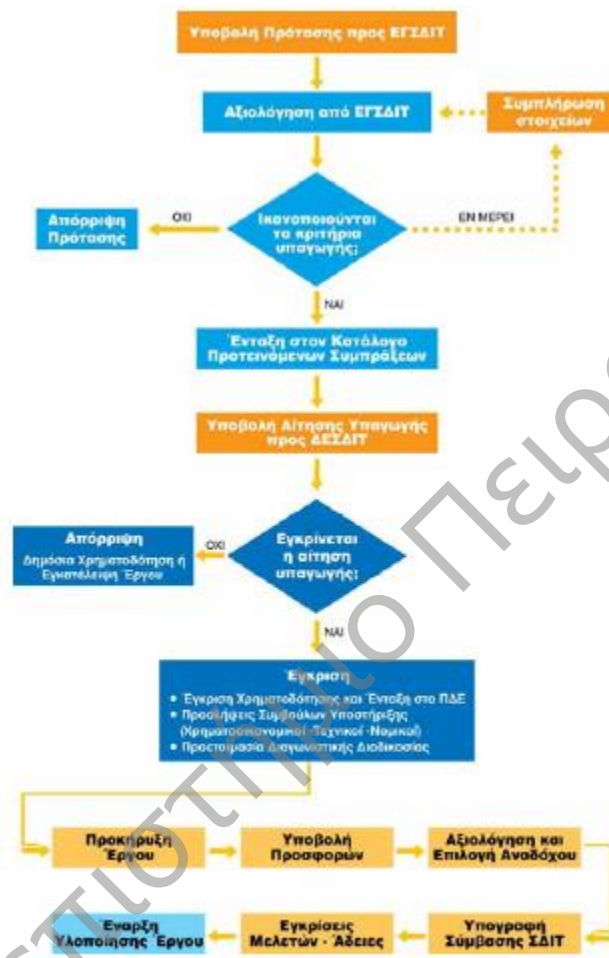 Υποβολή Πρότασης προς ΕΓΣΔΙΤ
Αξιολόγηση από ΕΓΣΔΙΤ
Συμπλήρωση
στοιχείων
Ικανοποιούνται
τα κριτήρια
υπαγωγής;
ΟΧΙ
Απόρριψη
Πρότασης
ΕΝ ΜΕΡΕΙ
ΝΑΙ
Ένταξη στον Κατάλογο
Προτεινόμενων Συμπράξεων
Υποβολή Αίτησης Υπαγωγής
προς ΔΕΣΔΙΤ
Εγκρίνεται
η αίτηση
υπαγωγής;
ΟΧΙ
Απόρριψη
Δημόσια Χρηματοδότηση ή
Εγκατάλειψη Έργου
ΝΑΙ
Έγκριση
• Έγκριση Χρηματοδότησης και Ένταξη στο ΠΔΕ
• Προσλήψεις Συμβούλων Υποστήριξης
(Χρηματοοικονομικοί -Τεχνικοί -Νομικοί)
• Προετοιμασία Διαγωνιστικής Διαδικασίας
Προκήρυξη
Έργου
Υποβολή
Προσφορών
Αξιολόγηση και
Επιλογή Αναδόχου
Υπογραφή
Σύμβασης ΣΔΙΤ
Εγκρίσεις
Μελετών - Άδειες
Έναρξη
Υλοποίησης Έργου